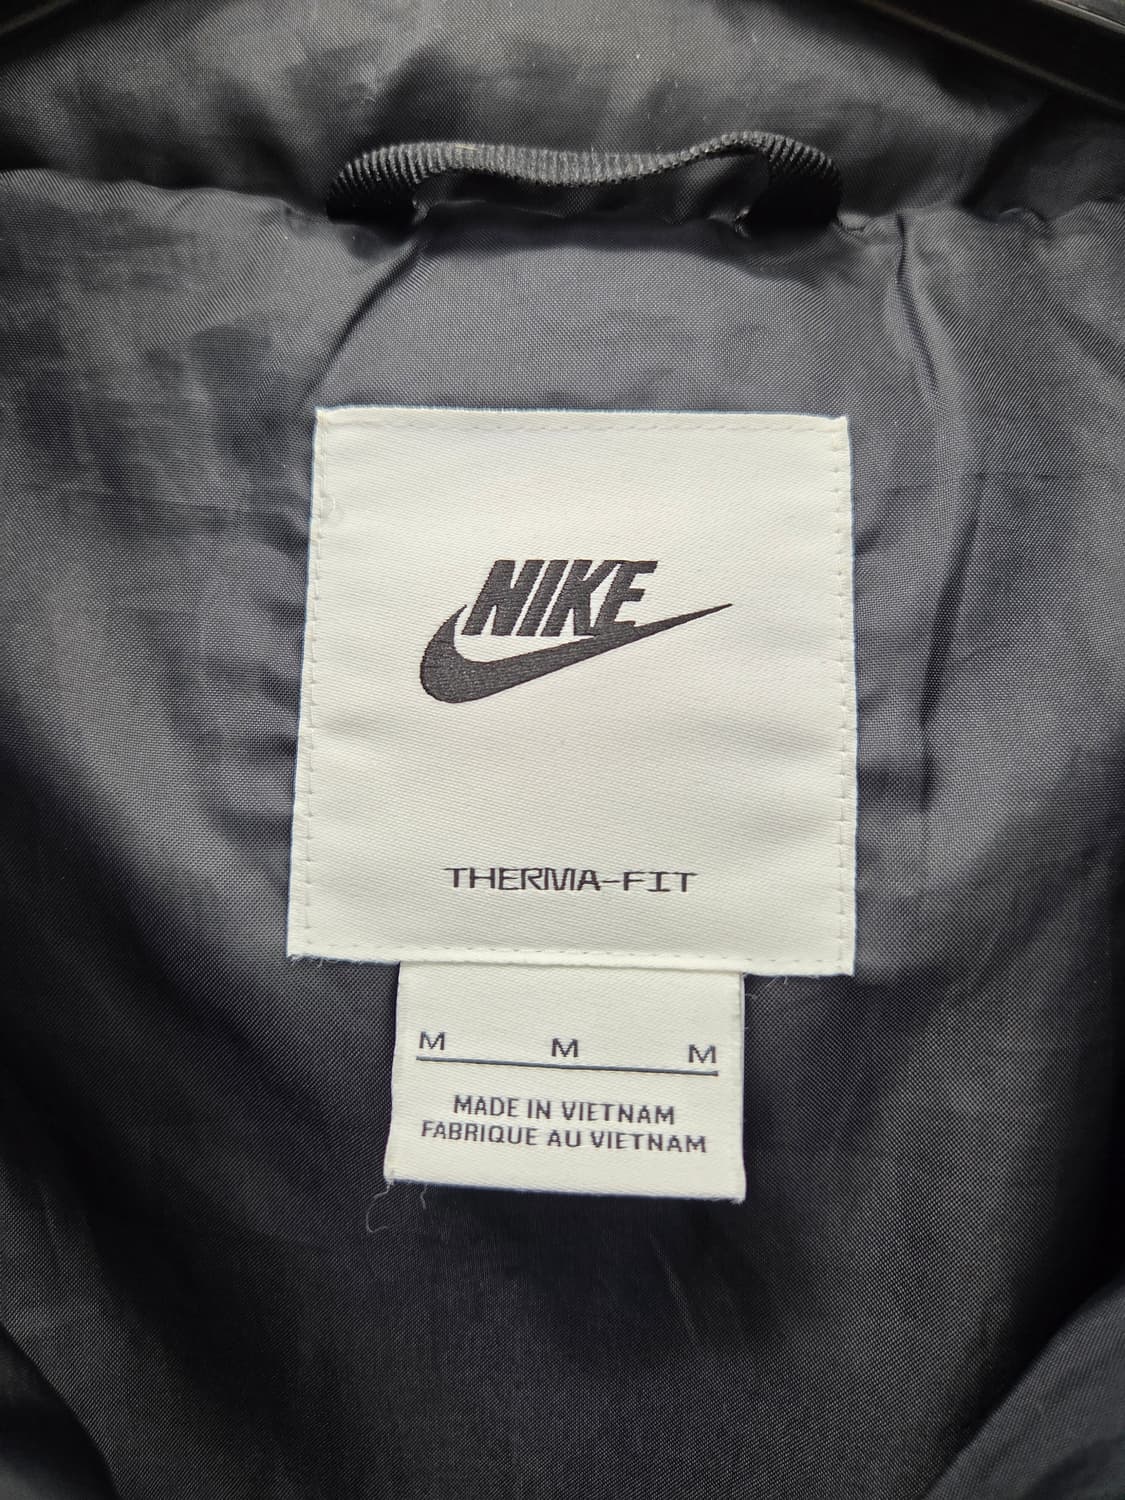 NIKE
THERMA-FIT
M M M
MADE IN VIETNAM
FABRIQUE AU VIETNAM